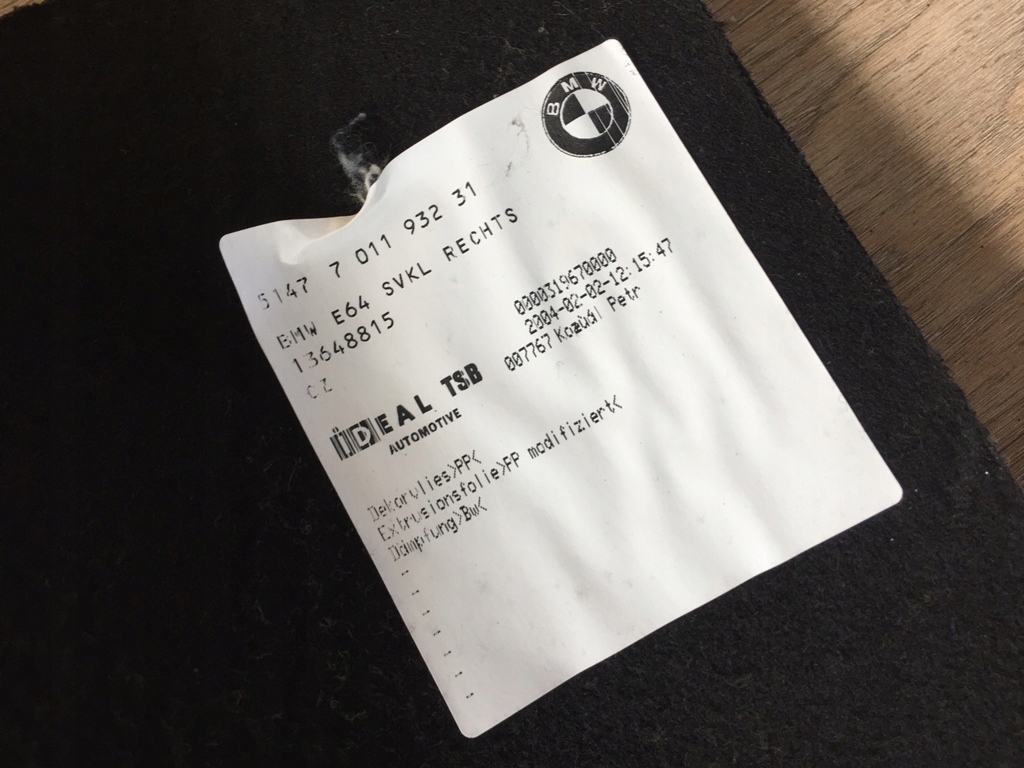 BMW
5147 7 011 932 31
BMW E64 SVKL RECHTS
13648815
CZ
0000319670000
2004-02-02-12:15:47
007767 Petr
IDEAL TSB
AUTOMOTIVE
Dekorvlies>PP<
Extrusionsfolie>PP modifiziert<
Dämpfung>BW<